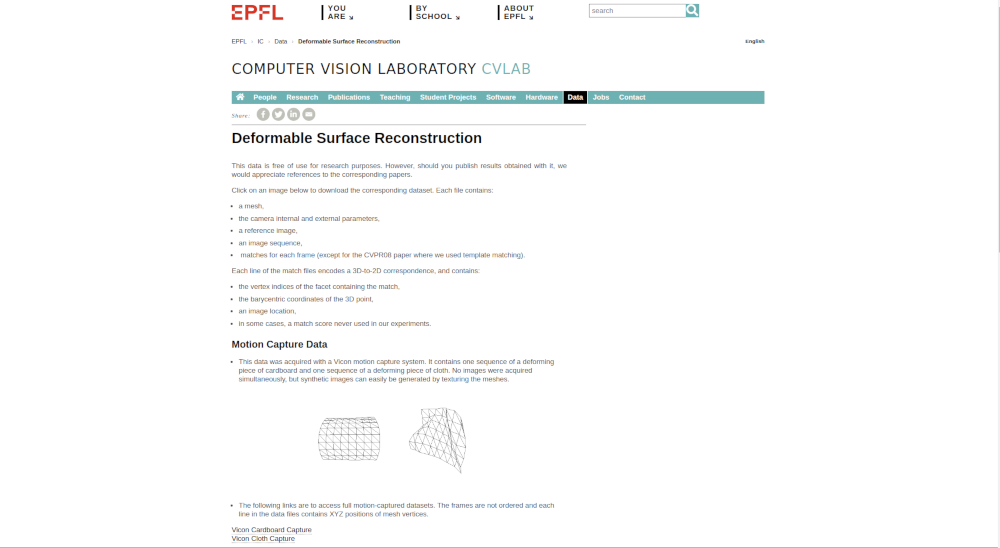 EPFL
YOU
ARE ↘
BY
SCHOOL ↘
ABOUT
EPFL ↘
search
EPFL › IC › Data › Deformable Surface Reconstruction
English
COMPUTER VISION LABORATORY CVLAB
People Research Publications Teaching Student Projects Software Hardware Data Jobs Contact
Share:
Deformable Surface Reconstruction
This data is free of use for research purposes. However, should you publish results obtained with it, we
would appreciate references to the corresponding papers.
Click on an image below to download the corresponding dataset. Each file contains:
• a mesh,
• the camera internal and external parameters,
• a reference image,
• an image sequence,
• matches for each frame (except for the CVPR08 paper where we used template matching).
Each line of the match files encodes a 3D-to-2D correspondence, and contains:
• the vertex indices of the facet containing the match,
• the barycentric coordinates of the 3D point,
• an image location,
• in some cases, a match score never used in our experiments.
Motion Capture Data
• This data was acquired with a Vicon motion capture system. It contains one sequence of a deforming
piece of cardboard and one sequence of a deforming piece of cloth. No images were acquired
simultaneously, but synthetic images can easily be generated by texturing the meshes.
• The following links are to access full motion-captured datasets. The frames are not ordered and each
line in the data files contains XYZ positions of mesh vertices.
Vicon Cardboard Capture
Vicon Cloth Capture